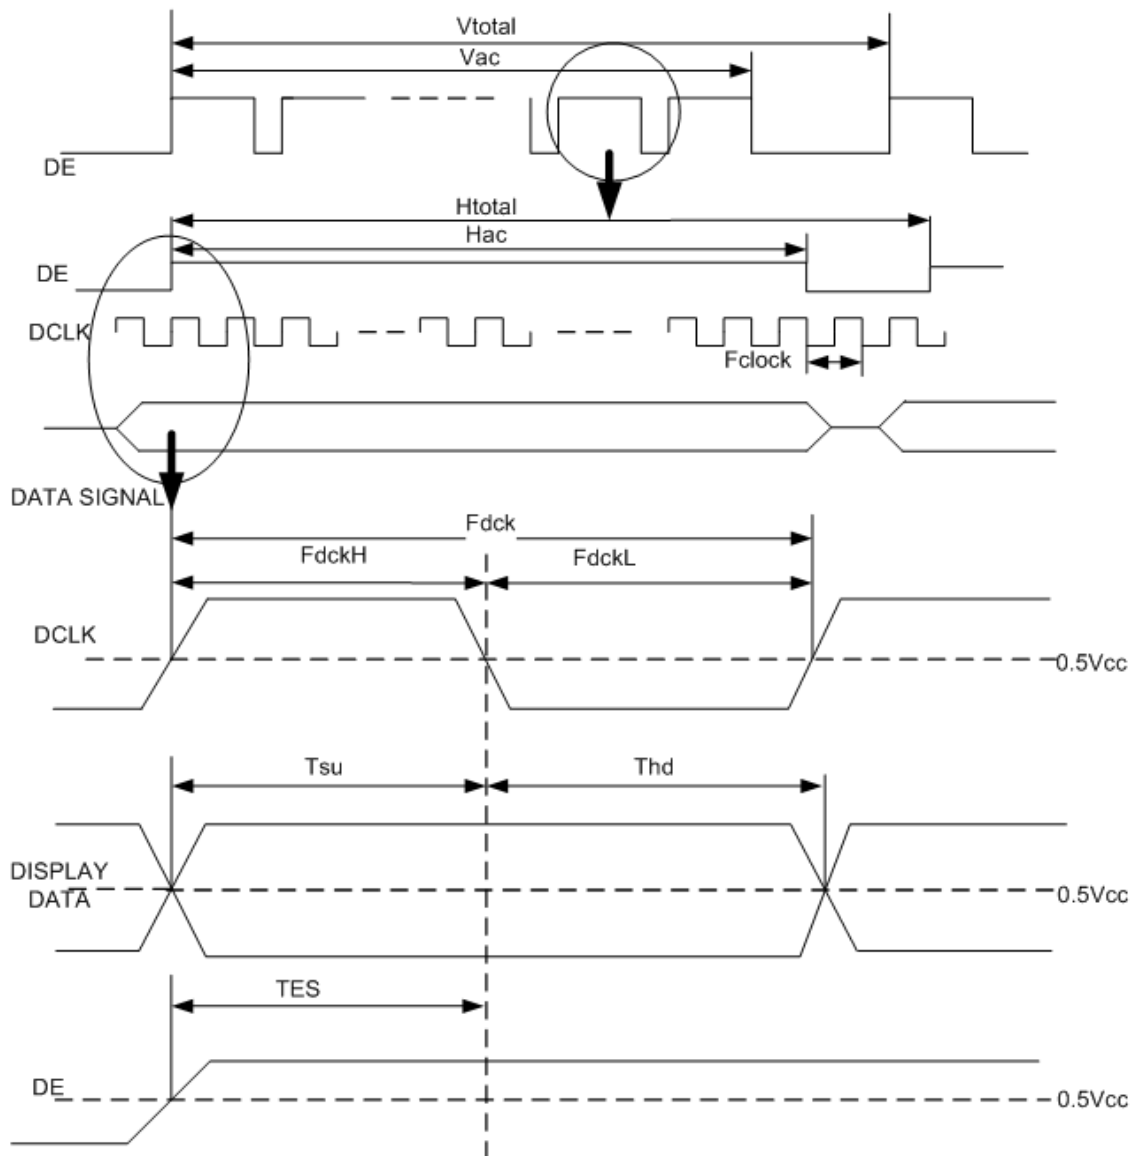 Vtotal
Vac
DE
Htotal
Hac
DE
DCLK
Fclock
DATA SIGNAL
Fdck
FdckH
FdckL
DCLK
0.5Vcc
Tsu
Thd
DISPLAY
DATA
0.5Vcc
TES
DE
0.5Vcc